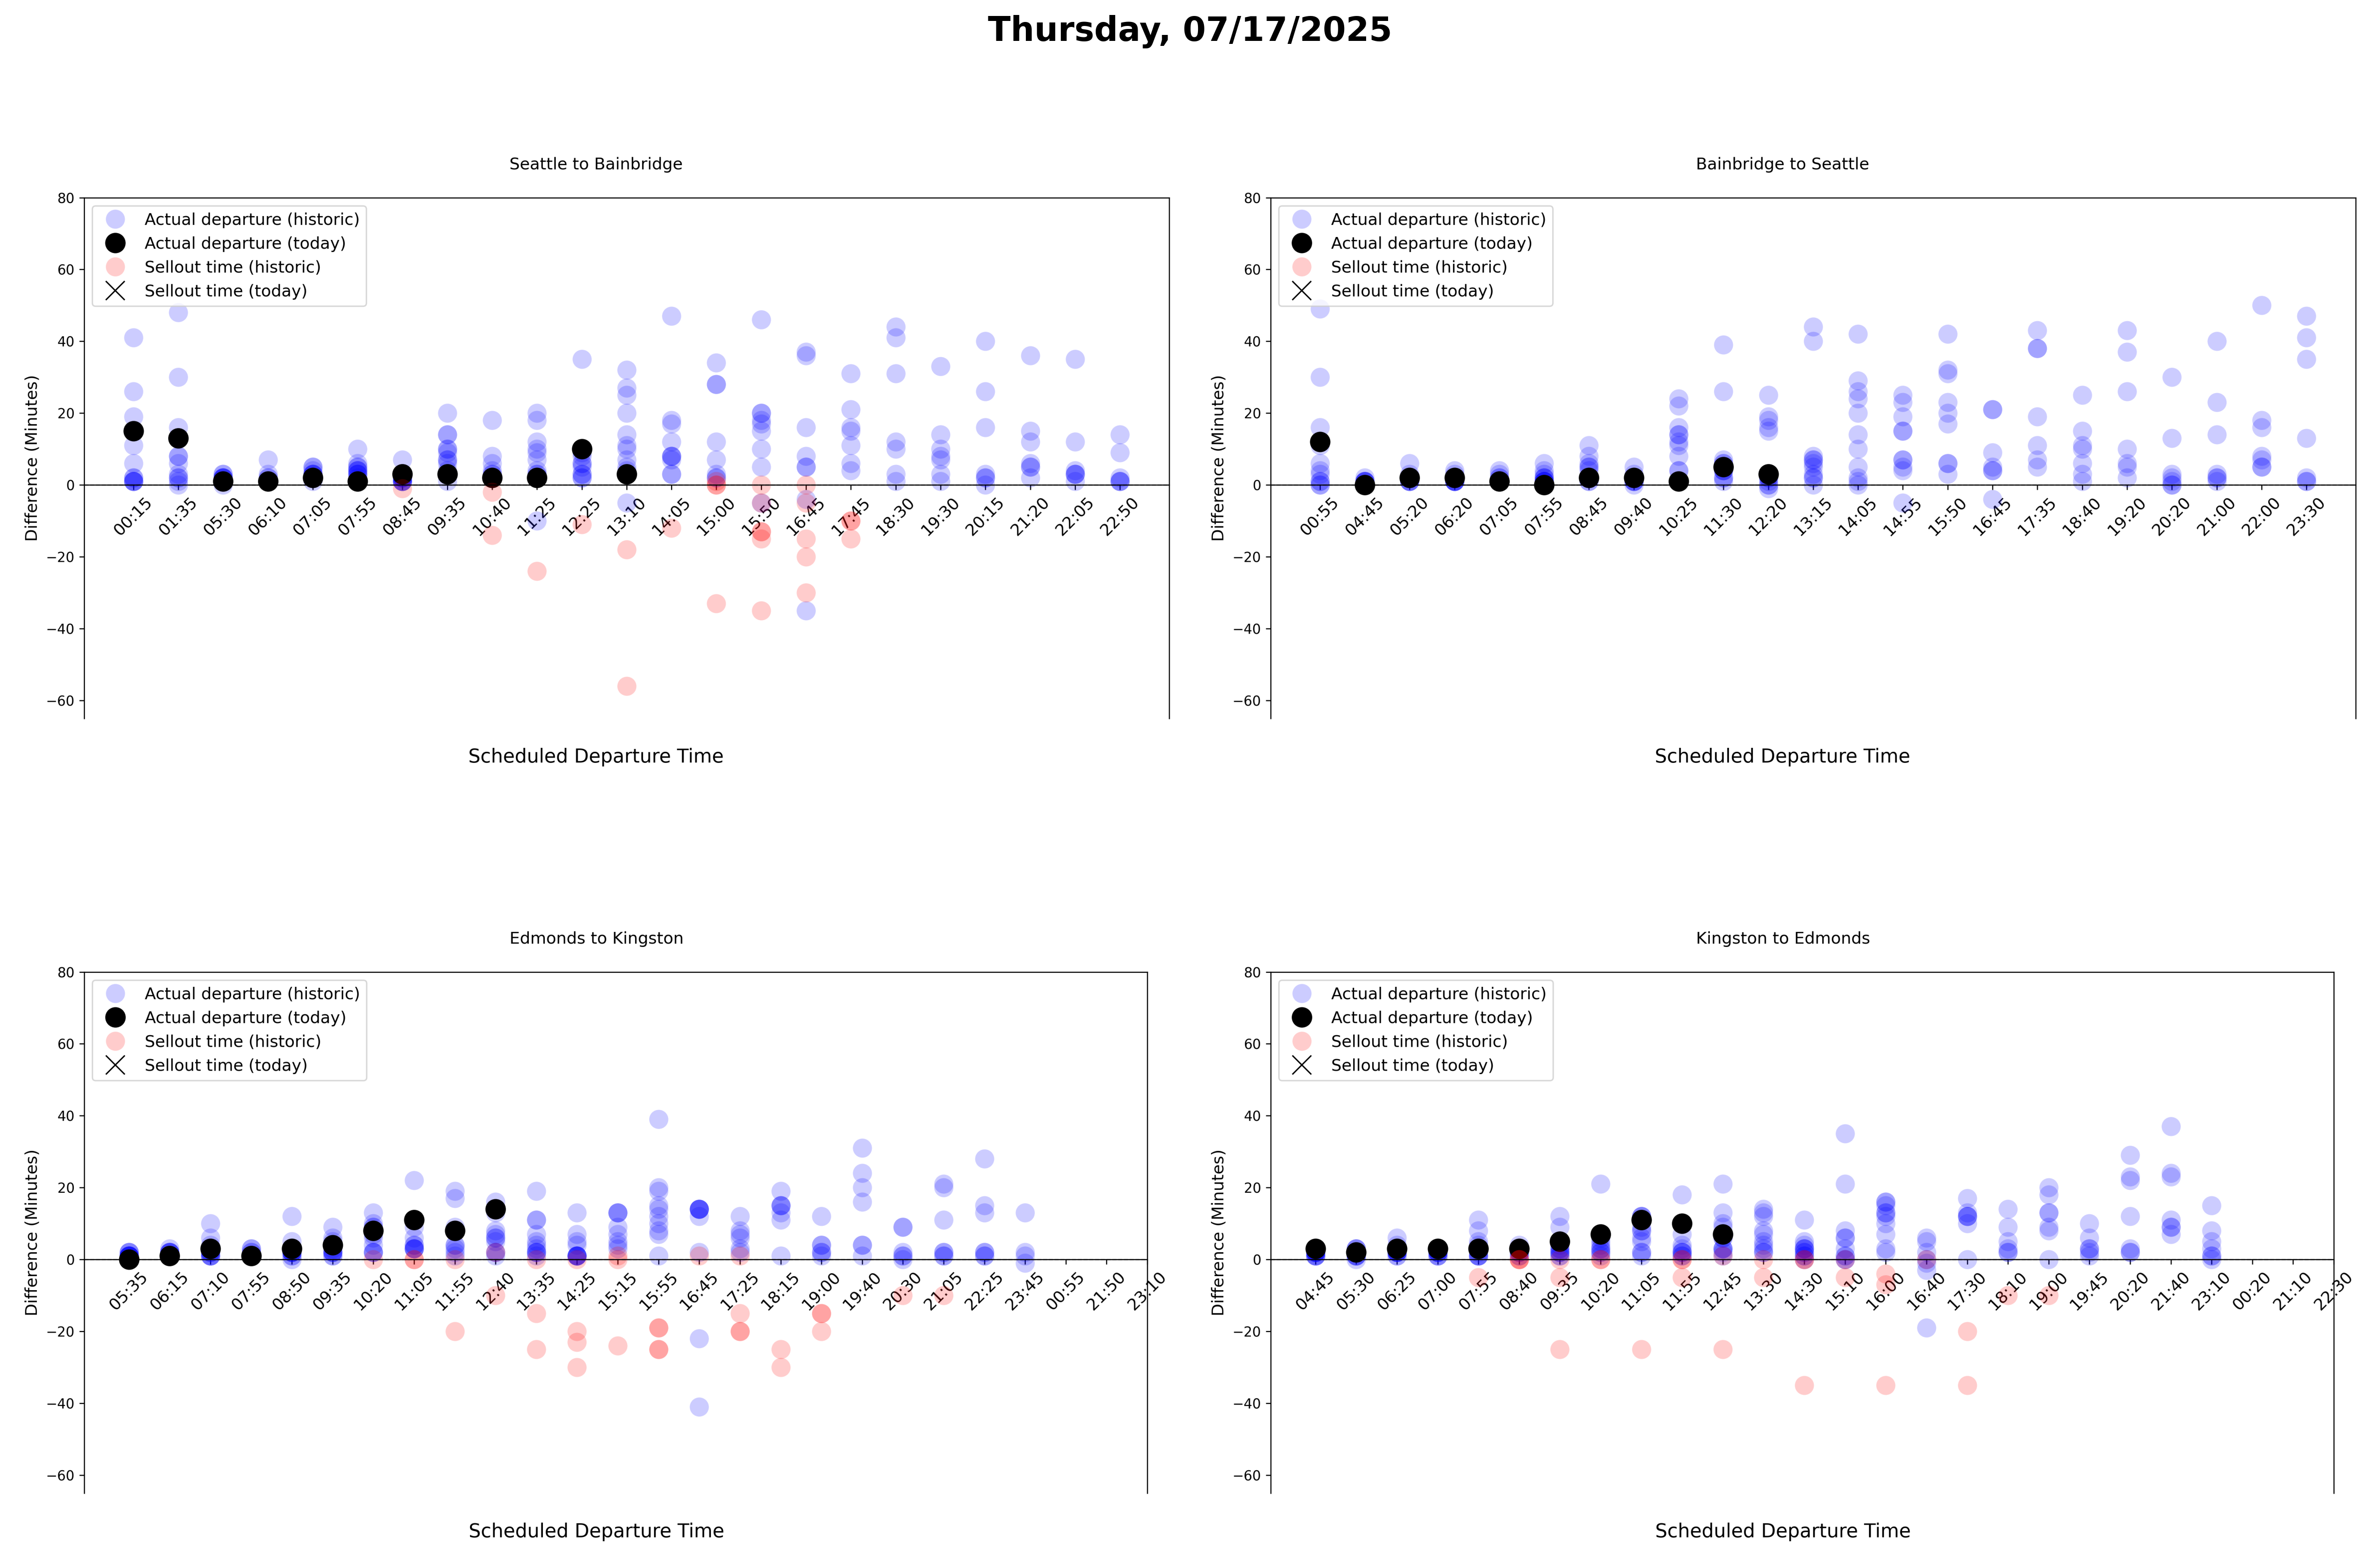 Thursday, 07/17/2025
Seattle to Bainbridge
80
60
40
20
0
−20
−40
−60
Difference (Minutes)
Actual departure (historic)
Actual departure (today)
Sellout time (historic)
Sellout time (today)
00:15 01:35 05:30 06:10 07:05 07:55 08:45 09:35 10:40 11:25 12:25 13:10 14:05 15:00 15:50 16:45 17:45 18:30 19:30 20:15 21:20 22:05 22:50
Scheduled Departure Time
Bainbridge to Seattle
80
60
40
20
0
−20
−40
−60
Difference (Minutes)
Actual departure (historic)
Actual departure (today)
Sellout time (historic)
Sellout time (today)
00:55 04:45 05:20 06:20 07:05 07:55 08:45 09:40 10:25 11:30 12:20 13:15 14:05 14:55 15:50 16:45 17:35 18:40 19:20 20:20 21:00 22:00 23:30
Scheduled Departure Time
Edmonds to Kingston
80
60
40
20
0
−20
−40
−60
Difference (Minutes)
Actual departure (historic)
Actual departure (today)
Sellout time (historic)
Sellout time (today)
05:35 06:15 07:10 07:55 08:50 09:35 10:20 11:05 11:55 12:40 13:35 14:25 15:15 15:55 16:45 17:25 18:15 19:00 19:40 20:30 21:05 22:25 23:45 00:55 21:50 23:10
Scheduled Departure Time
Kingston to Edmonds
80
60
40
20
0
−20
−40
−60
Difference (Minutes)
Actual departure (historic)
Actual departure (today)
Sellout time (historic)
Sellout time (today)
04:45 05:30 06:25 07:00 07:55 08:40 09:35 10:20 11:05 11:55 12:45 13:30 14:30 15:10 16:00 16:40 17:30 18:10 19:00 19:45 20:20 21:40 23:10 00:20 21:10 22:30
Scheduled Departure Time